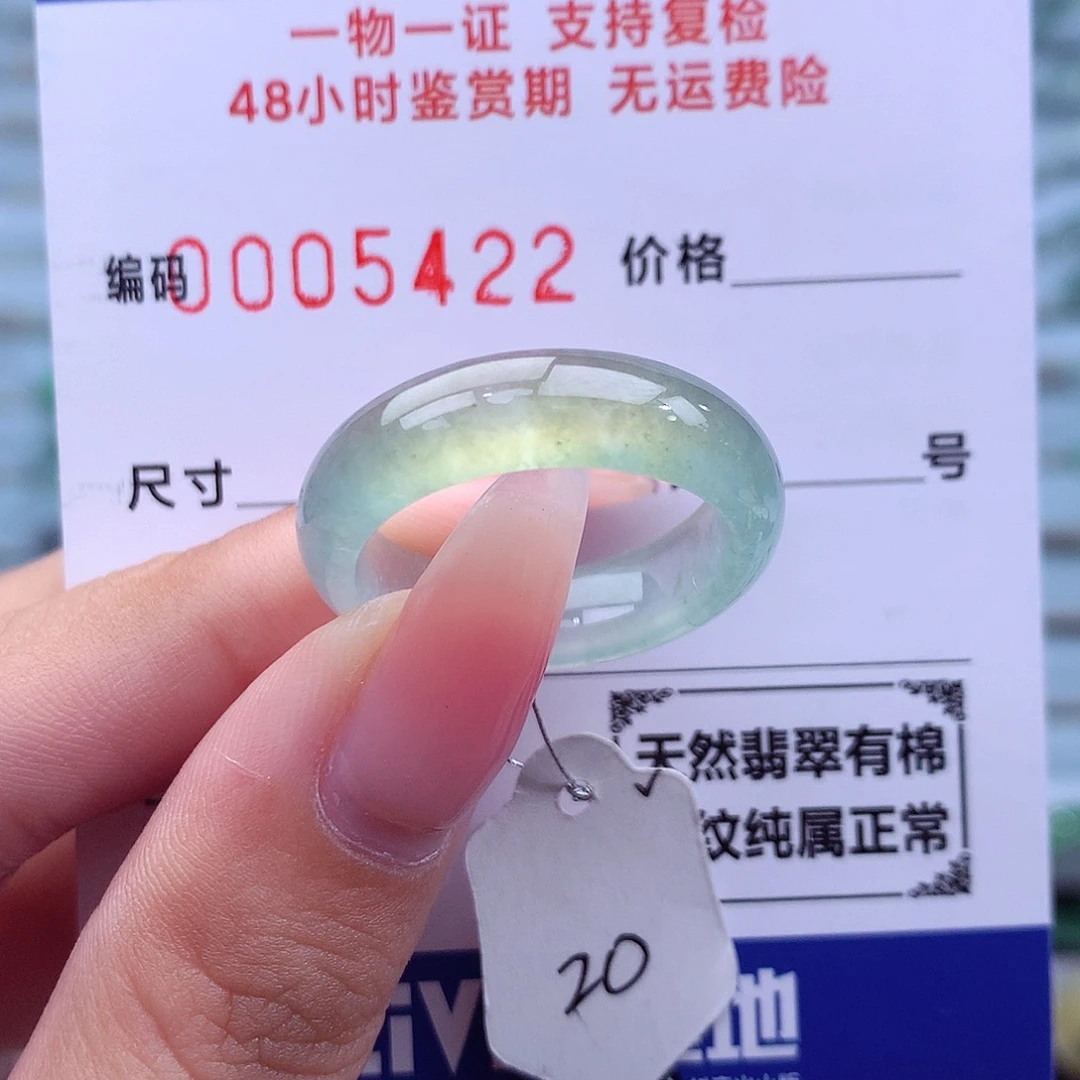 一物一证 支持复检
48小时鉴赏期 无运费险
编码0005422 价格
尺寸 号
天然翡翠有棉
纹纯属正常
20
地